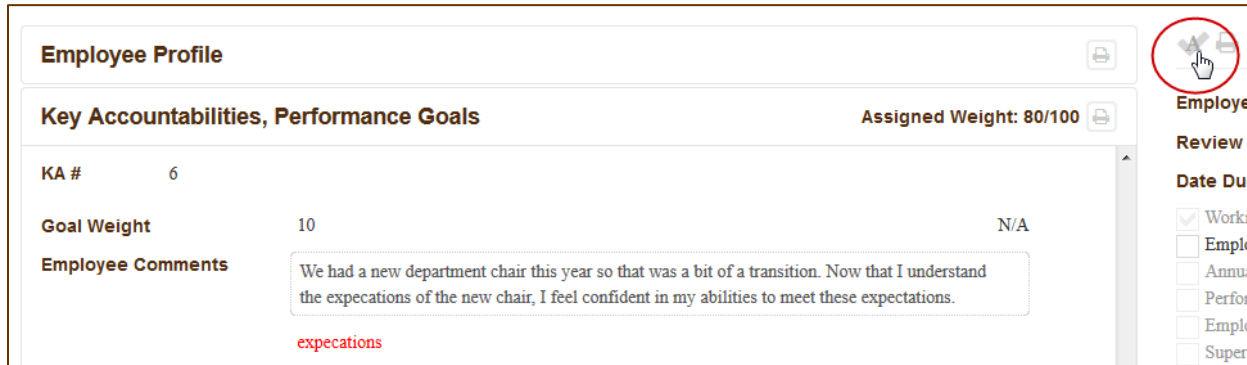 Employee Profile
Key Accountabilities, Performance Goals
Assigned Weight: 80/100
KA # 6
Goal Weight 10 N/A
Employee Comments
We had a new department chair this year so that was a bit of a transition. Now that I understand
the expecations of the new chair, I feel confident in my abilities to meet these expectations.
expecations
A
Review